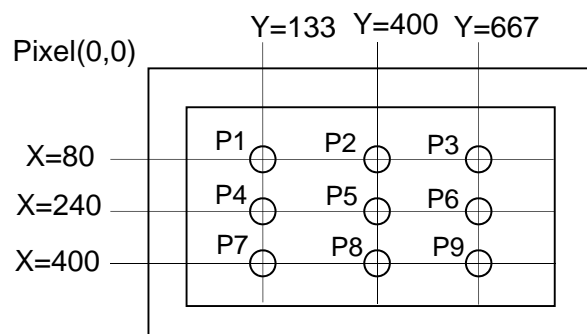 Y=133 Y=400 Y=667
Pixel(0,0)
X=80 P1 P2 P3
X=240 P4 P5 P6
X=400 P7 P8 P9